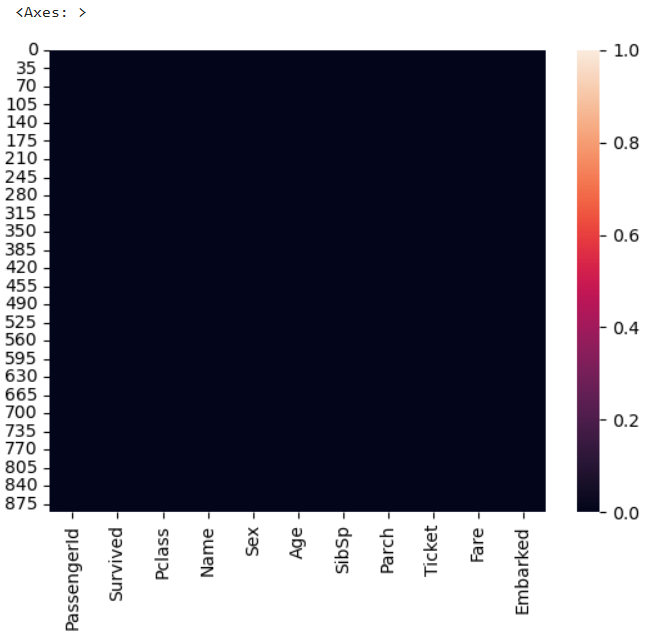 <Axes: >
0
35
70
105
140
175
210
245
280
315
350
385
420
455
490
525
560
595
630
665
700
735
770
805
840
875
PassengerId
Survived
Pclass
Name
Sex
Age
SibSp
Parch
Ticket
Fare
Embarked
1.0
0.8
0.6
0.4
0.2
0.0